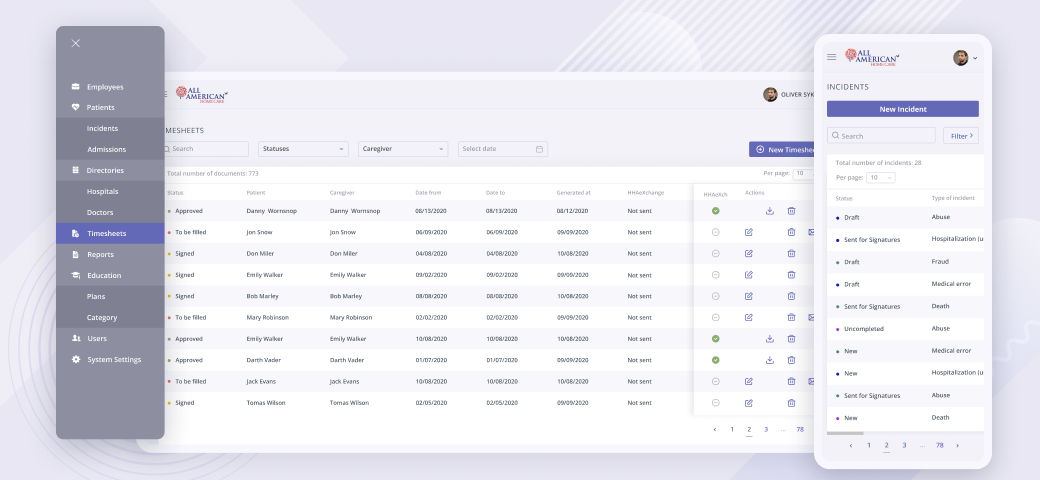 Employees
Patients
Incidents
Admissions
Directories
Hospitals
Doctors
Timesheets
Reports
Education
Plans
Category
Users
System Settings
ALL
AMERICAN
HOME CARE
OLIVER SYK
MESHEETS
Search
Statuses
Caregiver
Select date
New Timeshee
Total number of documents: 773
Per page: 10
Status Patient Caregiver Date from Date to Generated at HHAeXchange HHAeXch Actions
Approved Danny Wornsnop Danny Wornsnop 08/13/2020 08/13/2020 08/12/2020 Not sent
To be filled Jon Snow Jon Snow 06/09/2020 06/09/2020 09/09/2020 Not sent
Signed Don Miler Don Miler 04/08/2020 04/08/2020 10/08/2020 Not sent
Signed Emily Walker Emily Walker 09/02/2020 09/02/2020 09/09/2020 Not sent
Signed Bob Marley Bob Marley 08/08/2020 08/08/2020 10/08/2020 Not sent
To be filled Mary Robinson Mary Robinson 02/02/2020 02/02/2020 09/09/2020 Not sent
Approved Emily Walker Emily Walker 10/08/2020 10/08/2020 10/08/2020 Not sent
Approved Darth Vader Darth Vader 01/07/2020 01/07/2020 09/09/2020 Not sent
To be filled Jack Evans Jack Evans 10/08/2020 10/08/2020 10/08/2020 Not sent
Signed Tomas Wilson Tomas Wilson 02/05/2020 02/05/2020 09/09/2020 Not sent
‹ 1 2 3 ... 78
ALL
AMERICAN
HOME CARE
INCIDENTS
New Incident
Search
Filter ›
Total number of incidents: 28
Per page: 10
Status Type of incident
Draft Abuse
Sent for Signatures Hospitalization (u
Draft Fraud
Draft Medical error
Sent for Signatures Death
Uncompleted Abuse
New Medical error
New Hospitalization (u
Sent for Signatures Abuse
New Death
‹ 1 2 3 ... 78 ›